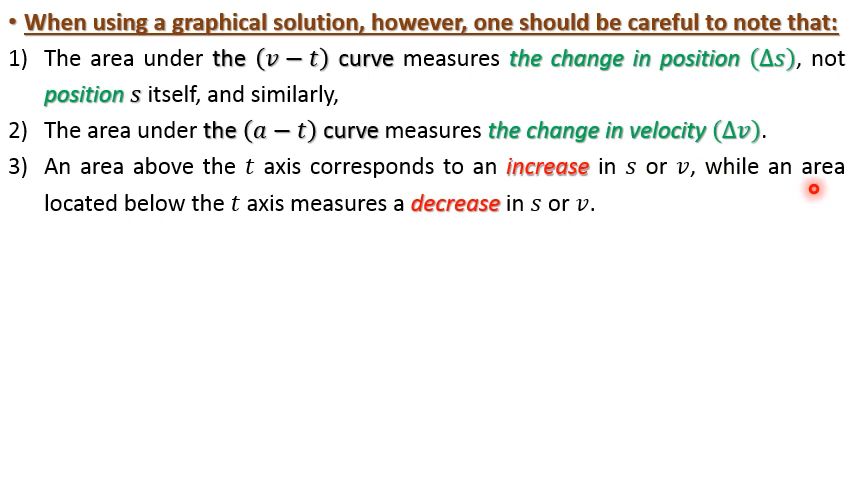 • When using a graphical solution, however, one should be careful to note that:
1) The area under the (v − t) curve measures the change in position (Δs), not
position s itself, and similarly,
2) The area under the (a − t) curve measures the change in velocity (Δv).
3) An area above the t axis corresponds to an increase in s or v, while an area
located below the t axis measures a decrease in s or v.